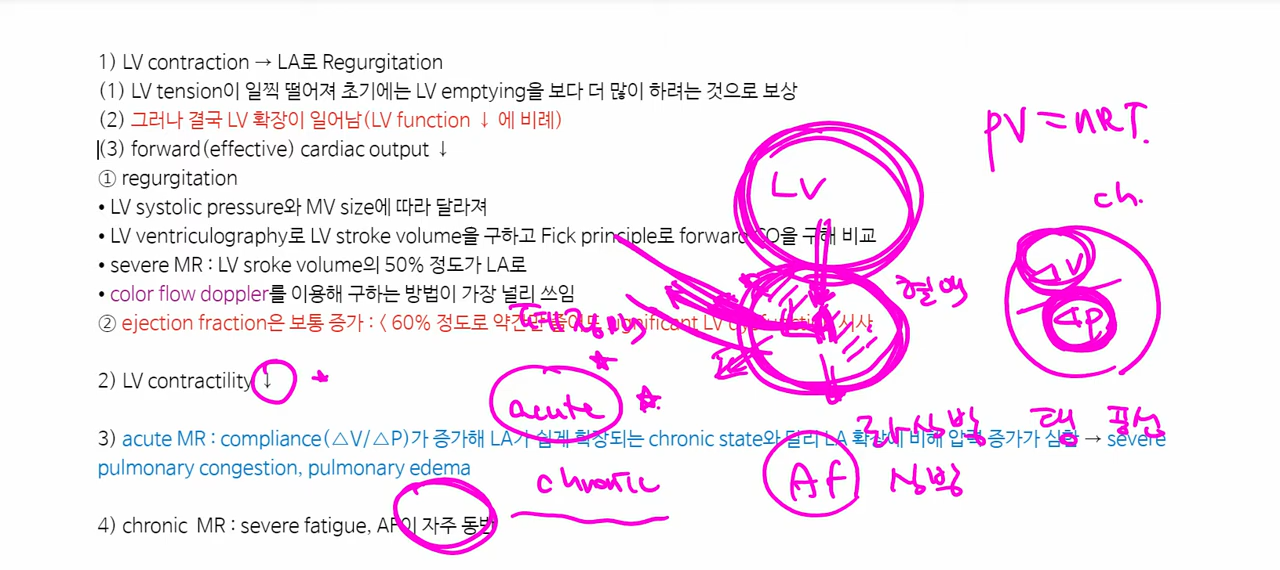 1) LV contraction → LA로 Regurgitation
(1) LV tension이 일찍 떨어져 초기에는 LV emptying을 보다 더 많이 하려는 것으로 보상
(2) 그러나 결국 LV 확장이 일어남(LV function ↓ 에 비례)
(3) forward(effective) cardiac output ↓
① regurgitation
• LV systolic pressure와 MV size에 따라 달라져
• LV ventriculography로 LV stroke volume을 구하고 Fick principle로 forward CO을 구해 비교
• severe MR : LV sroke volume의 50% 정도가 LA로
• color flow doppler를 이용해 구하는 방법이 가장 널리 쓰임
② ejection fraction은 보통 증가 : < 60% 정도로 약간만 줄어도 significant LV dysfunction 시사
2) LV contractility ↓
3) acute MR : compliance(△V/△P)가 증가해 LA가 쉽게 확장되는 chronic state와 달리 LA 확장에 비해 압력 증가가 심함 → severe
pulmonary congestion, pulmonary edema
4) chronic MR : severe fatigue, AF이 자주 동반
PV = nRT.
LV
ch.
△V
△P
혈액
acute
chronic
Af
심방
풍선